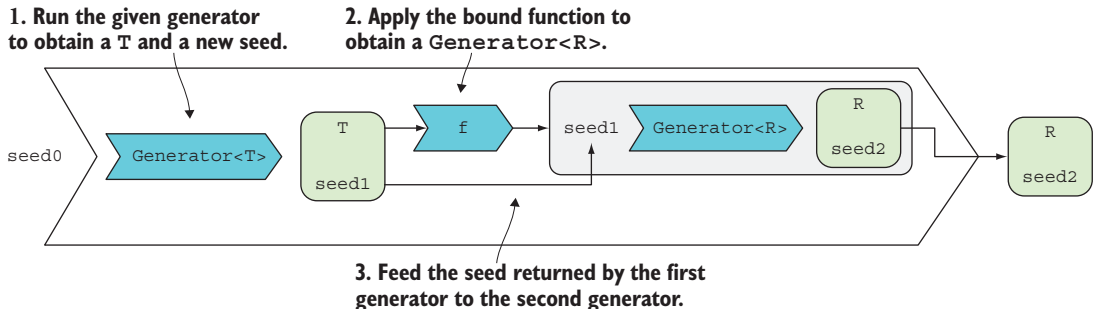 1. Run the given generator
to obtain a T and a new seed.
2. Apply the bound function to
obtain a Generator<R>.
seed0
Generator<T>
T
seed1
f
seed1
Generator<R>
R
seed2
R
seed2
3. Feed the seed returned by the first
generator to the second generator.